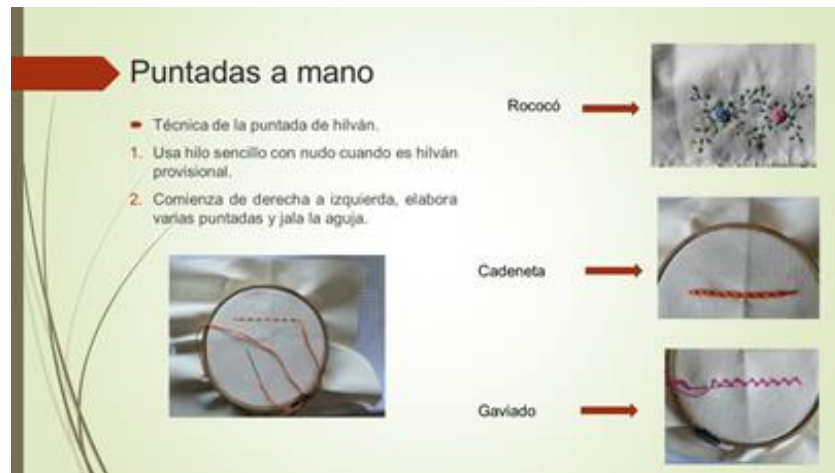 Puntadas a mano
Técnica de la puntada de hilván.
1. Usa hilo sencillo con nudo cuando es hilván
provisional.
2. Comienza de derecha a izquierda, elabora
varias puntadas y jala la aguja.
Rococó
Cadeneta
Gaviado